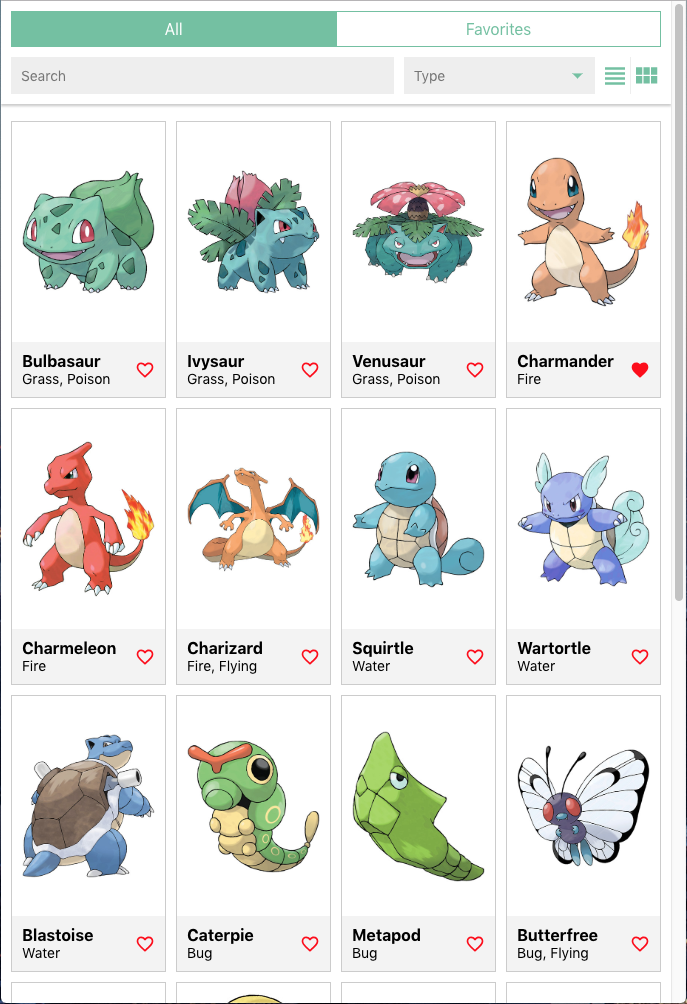 All
Favorites
Search
Type
Bulbasaur
Grass, Poison
Ivysaur
Grass, Poison
Venusaur
Grass, Poison
Charmander
Fire
Charmeleon
Fire
Charizard
Fire, Flying
Squirtle
Water
Wartortle
Water
Blastoise
Water
Caterpie
Bug
Metapod
Bug
Butterfree
Bug, Flying